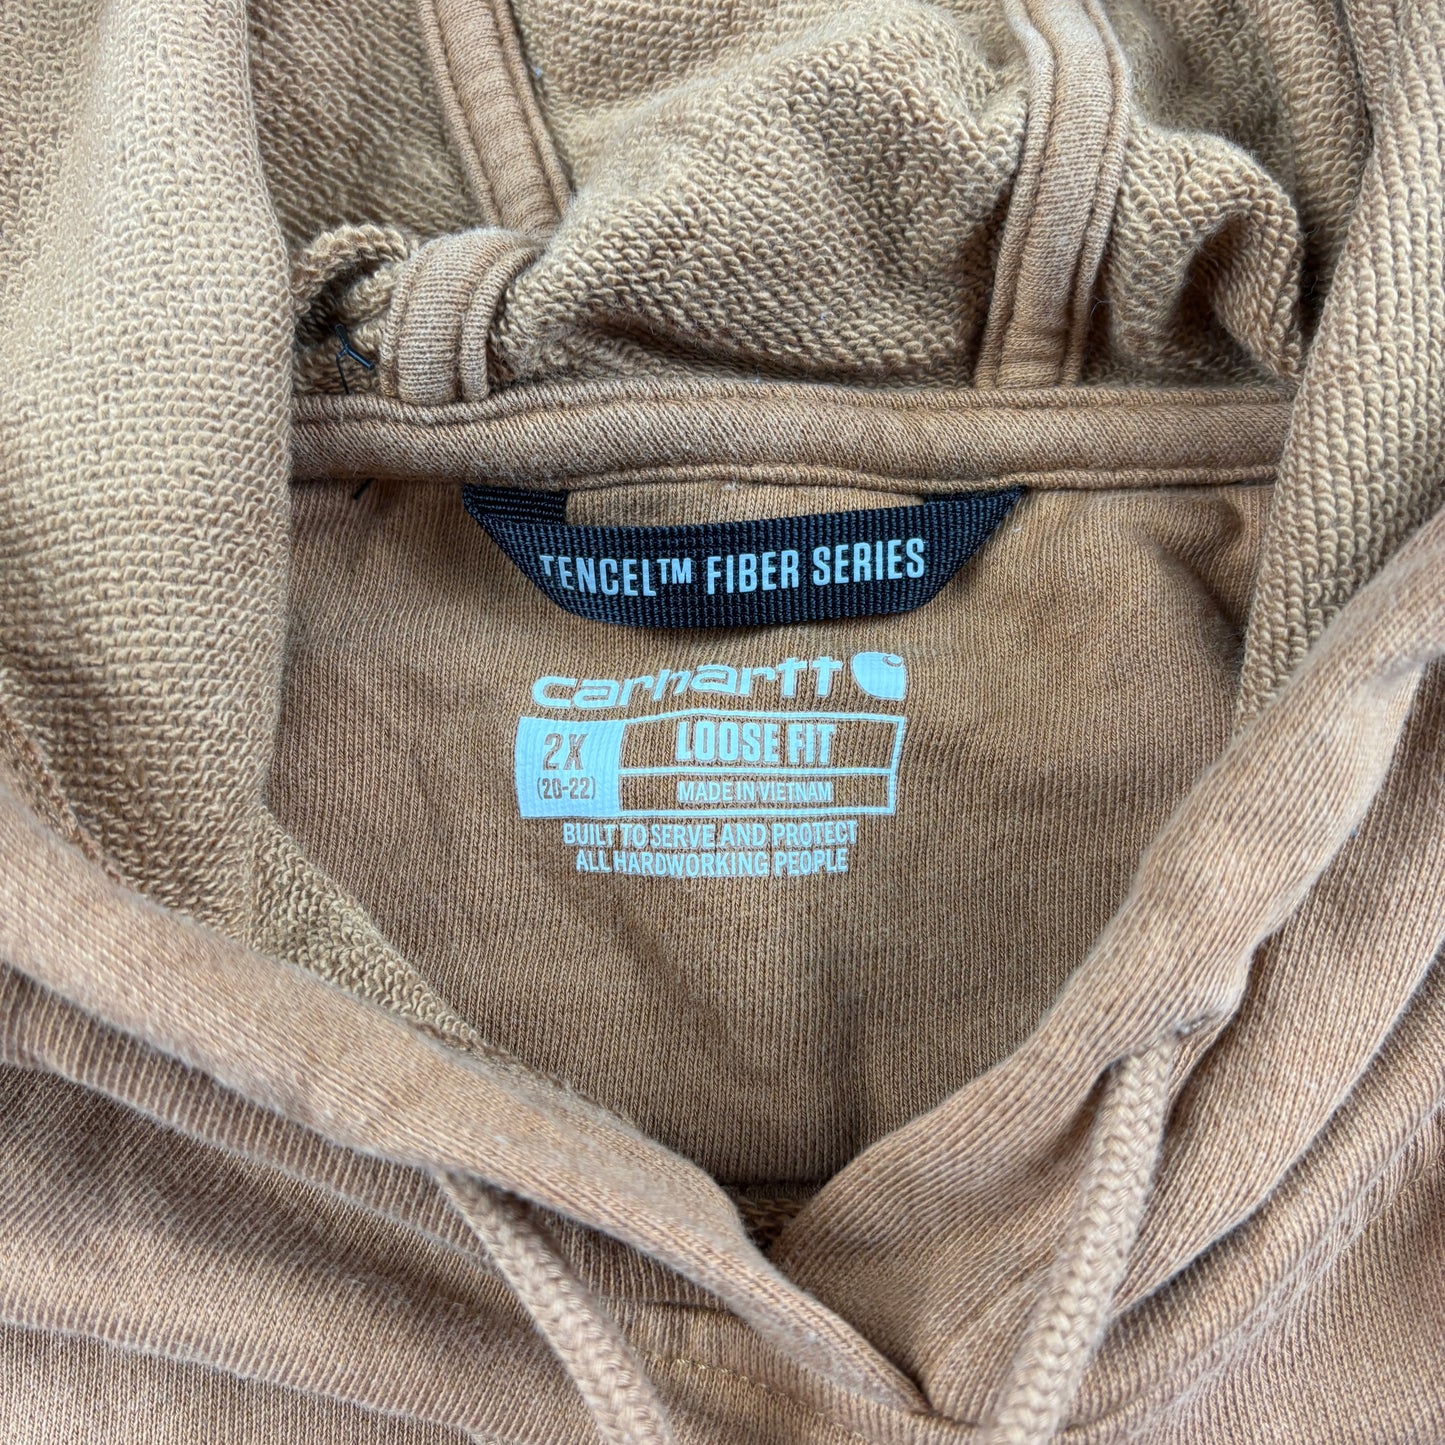 TENCEL™ FIBER SERIES
carhartt
2X
(20-22)
LOOSE FIT
MADE IN VIETNAM
BUILT TO SERVE AND PROTECT
ALL HARDWORKING PEOPLE